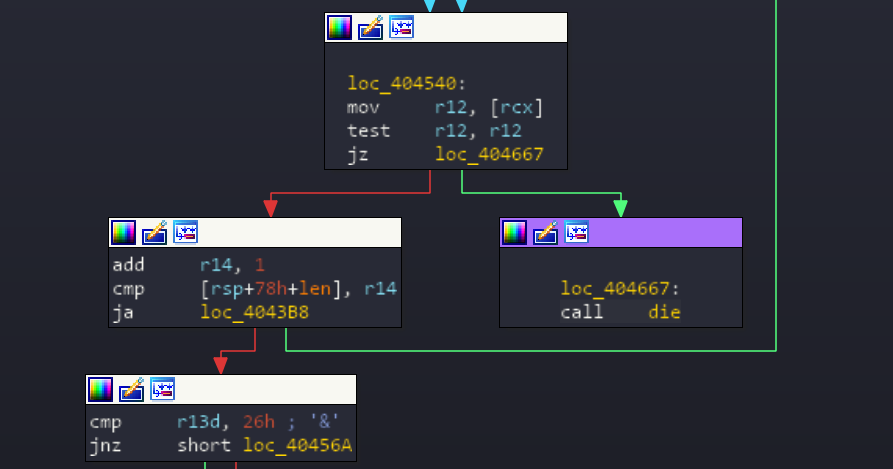 loc_404540:
mov r12, [rcx]
test r12, r12
jz loc_404667
add r14, 1
cmp [rsp+78h+len], r14
ja loc_4043B8
loc_404667:
call die
cmp r13d, 26h ; '&'
jnz short loc_40456A